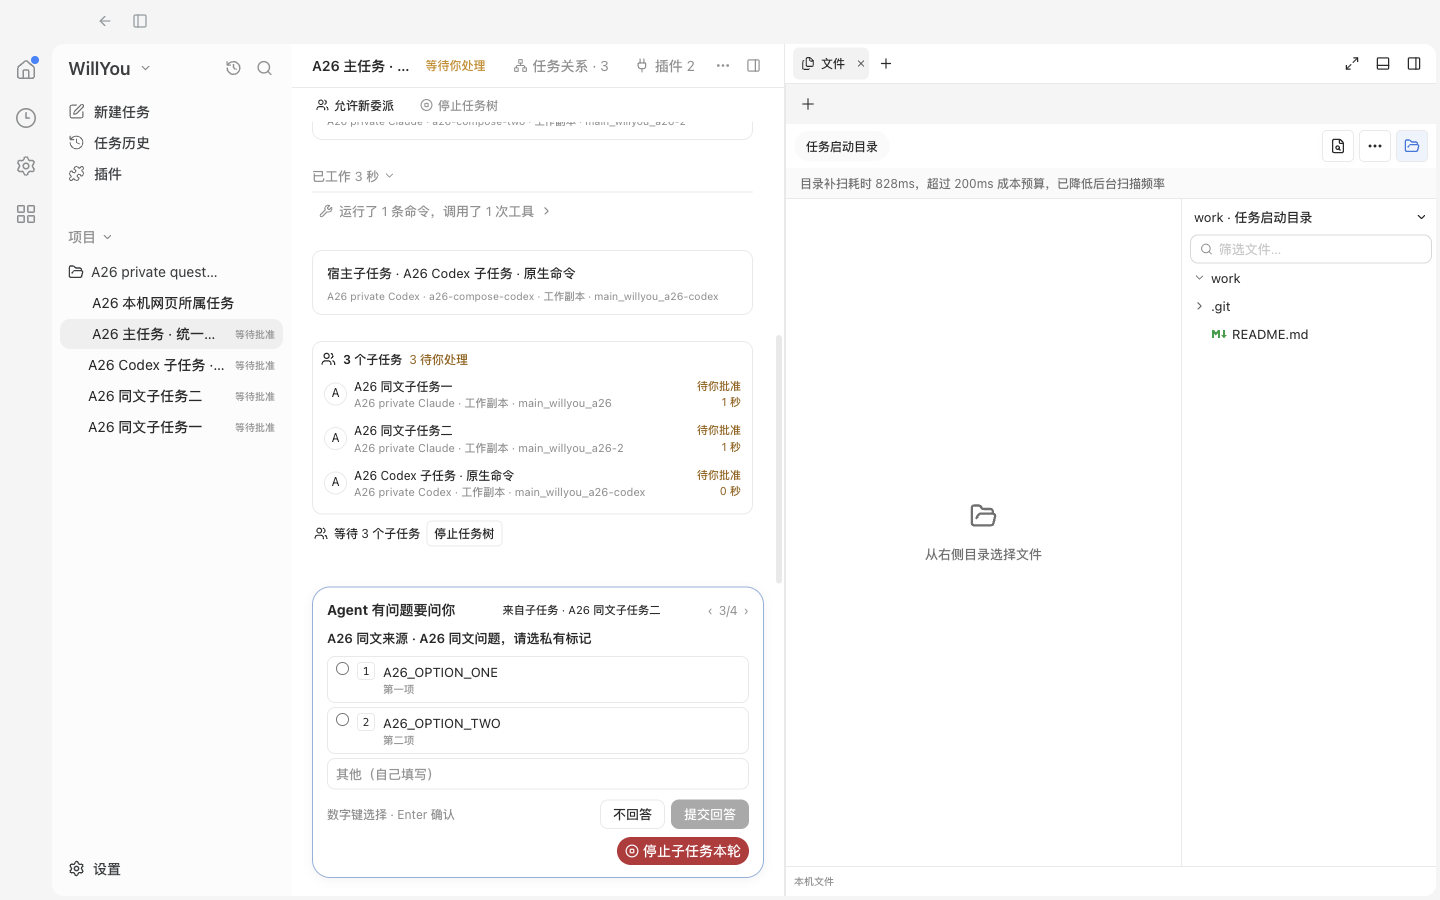 WillYou
新建任务
任务历史
插件
项目
A26 private quest...
A26 本机网页所属任务
A26 主任务 · 统一... 等待批准
A26 Codex 子任务 ·... 等待批准
A26 同文子任务二 等待批准
A26 同文子任务一 等待批准
设置
A26 主任务 · ... 等待你处理 任务关系 · 3 插件 2
允许新委派 停止任务树
A26 private Claude · a26-compose-two · 工作副本 · main_willyou_a26-2
已工作 3 秒
运行了 1 条命令，调用了 1 次工具
宿主子任务 · A26 Codex 子任务 · 原生命令
A26 private Codex · a26-compose-codex · 工作副本 · main_willyou_a26-codex
3 个子任务 3 待你处理
A A26 同文子任务一 待你批准
A26 private Claude · 工作副本 · main_willyou_a26 1 秒
A A26 同文子任务二 待你批准
A26 private Claude · 工作副本 · main_willyou_a26-2 1 秒
A A26 Codex 子任务 · 原生命令 待你批准
A26 private Codex · 工作副本 · main_willyou_a26-codex 0 秒
等待 3 个子任务 停止任务树
Agent 有问题要问你 来自子任务 · A26 同文子任务二 ‹ 3/4 ›
A26 同文来源 · A26 同文问题，请选私有标记
1 A26_OPTION_ONE
第一项
2 A26_OPTION_TWO
第二项
其他（自己填写）
数字键选择 · Enter 确认 不回答 提交回答
停止子任务本轮
文件 ×
任务启动目录
目录补扫耗时 828ms，超过 200ms 成本预算，已降低后台扫描频率
从右侧目录选择文件
work · 任务启动目录
筛选文件...
work
.git
M↓ README.md
本机文件